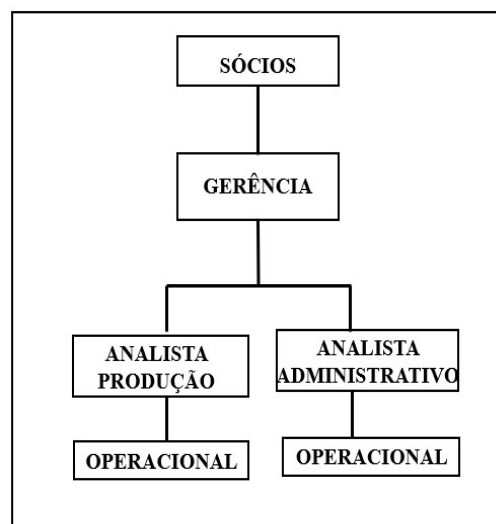 SÓCIOS
GERÊNCIA
ANALISTA
PRODUÇÃO
ANALISTA
ADMINISTRATIVO
OPERACIONAL
OPERACIONAL